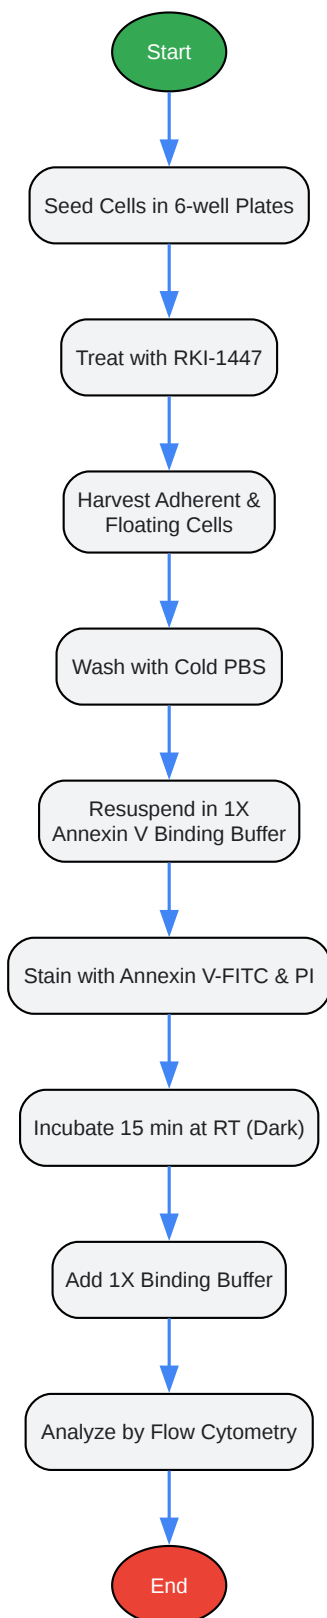 Start
Seed Cells in 6-well Plates
Treat with RKI-1447
Harvest Adherent &
Floating Cells
Wash with Cold PBS
Resuspend in 1X
Annexin V Binding Buffer
Stain with Annexin V-FITC & PI
Incubate 15 min at RT (Dark)
Add 1X Binding Buffer
Analyze by Flow Cytometry
End